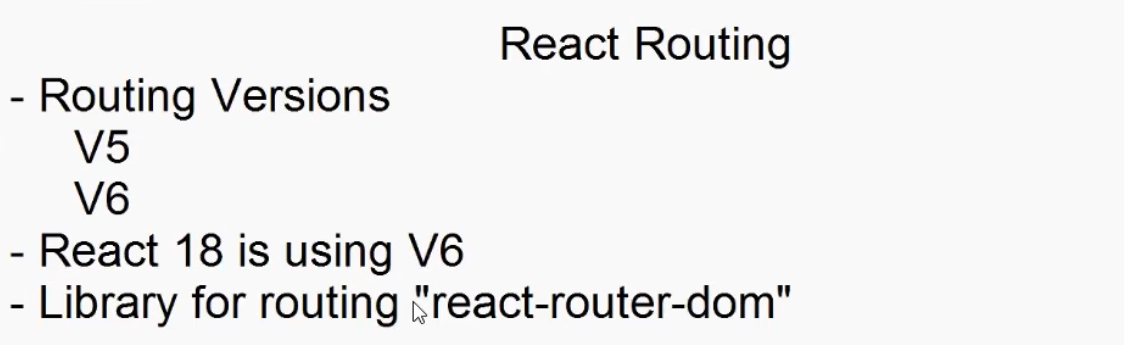 React Routing
- Routing Versions
V5
V6
- React 18 is using V6
- Library for routing "react-router-dom"